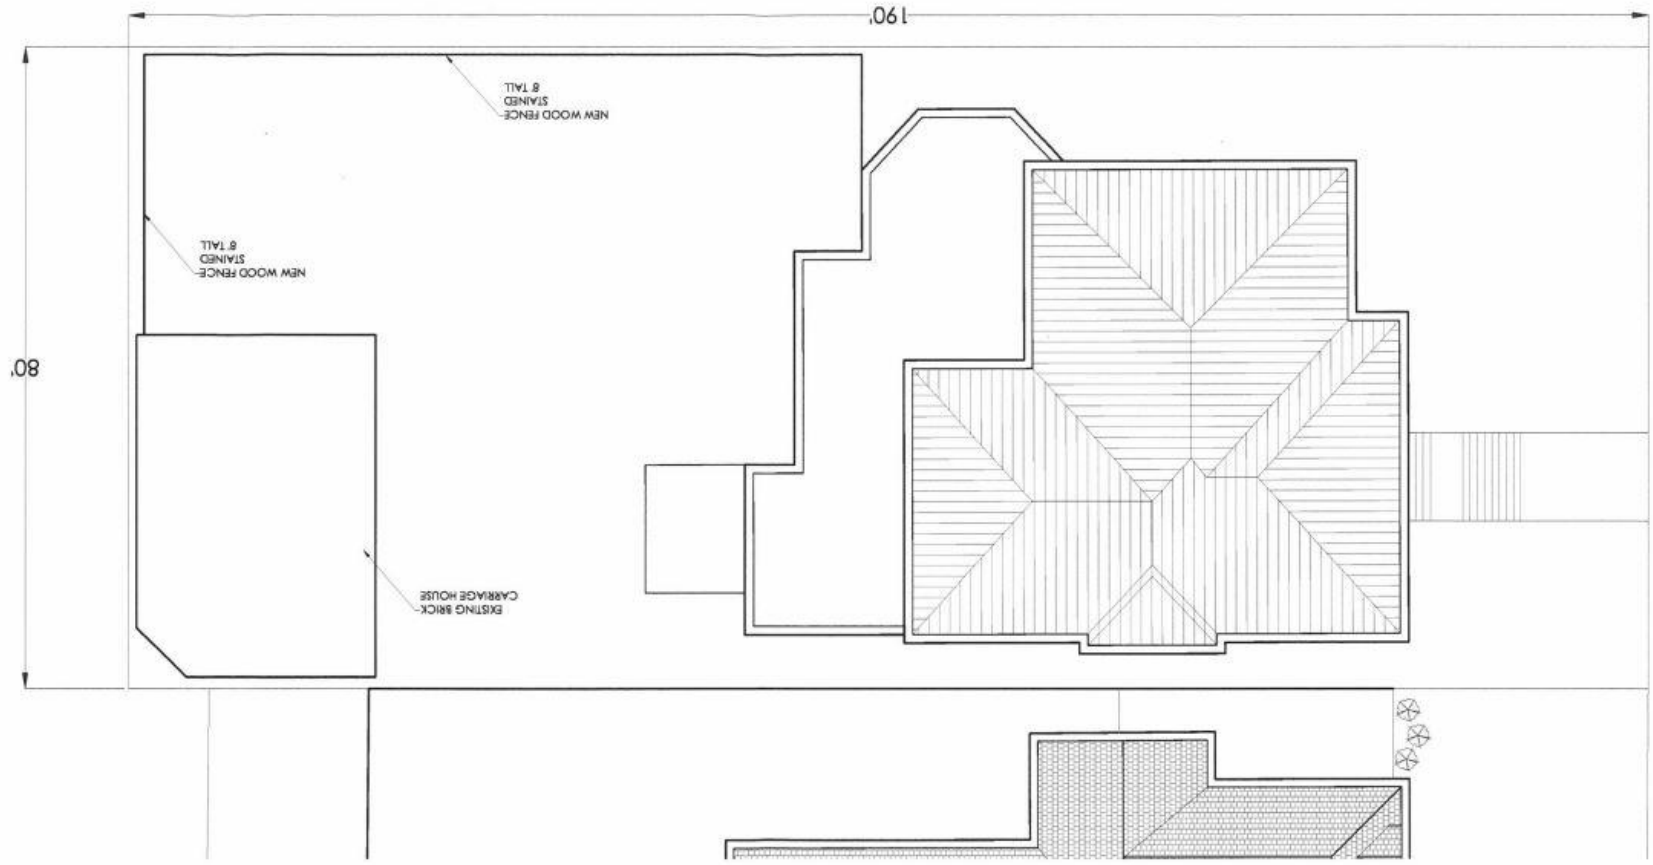 EXISTING BRICK
CARRIAGE HOUSE
80'
NEW WOOD FENCE
STAINED
8' TALL
NEW WOOD FENCE
STAINED
8' TALL
190'